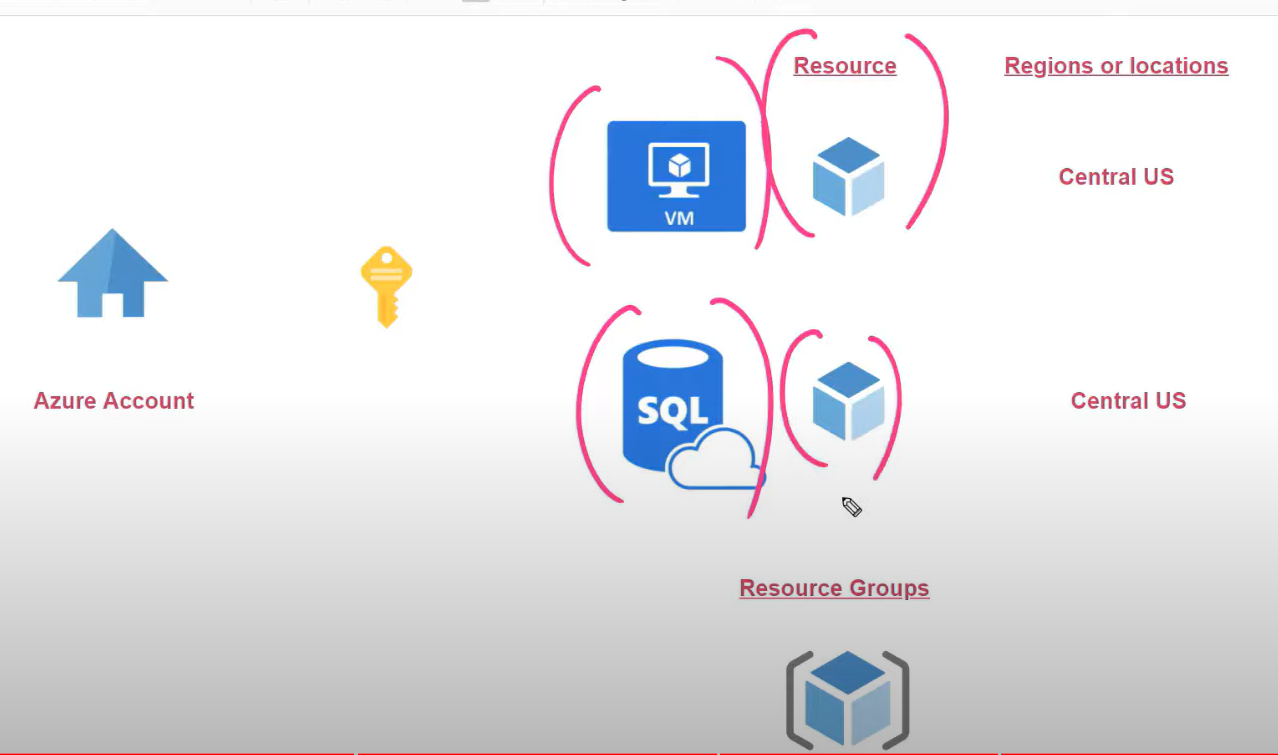 Resource
Regions or locations
VM
Central US
SQL
Azure Account
Central US
Resource Groups